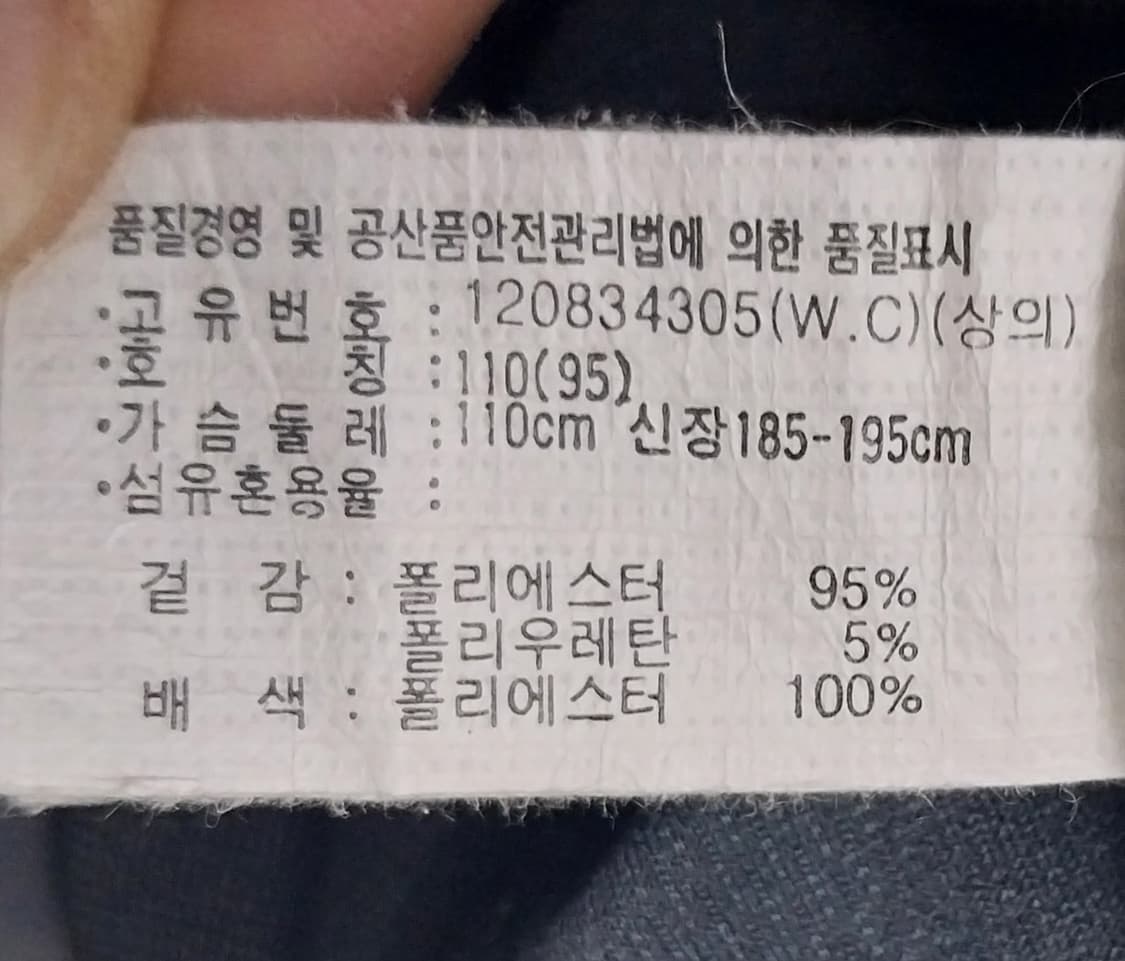 품질경영 및 공산품안전관리법에 의한 품질표시
·고유번호 : 120834305(W.C)(상의)
·호칭 : 110(95)
·가슴둘레 : 110cm 신장185-195cm
·섬유혼용율 :
겉감 : 폴리에스터 95%
폴리우레탄 5%
배색 : 폴리에스터 100%